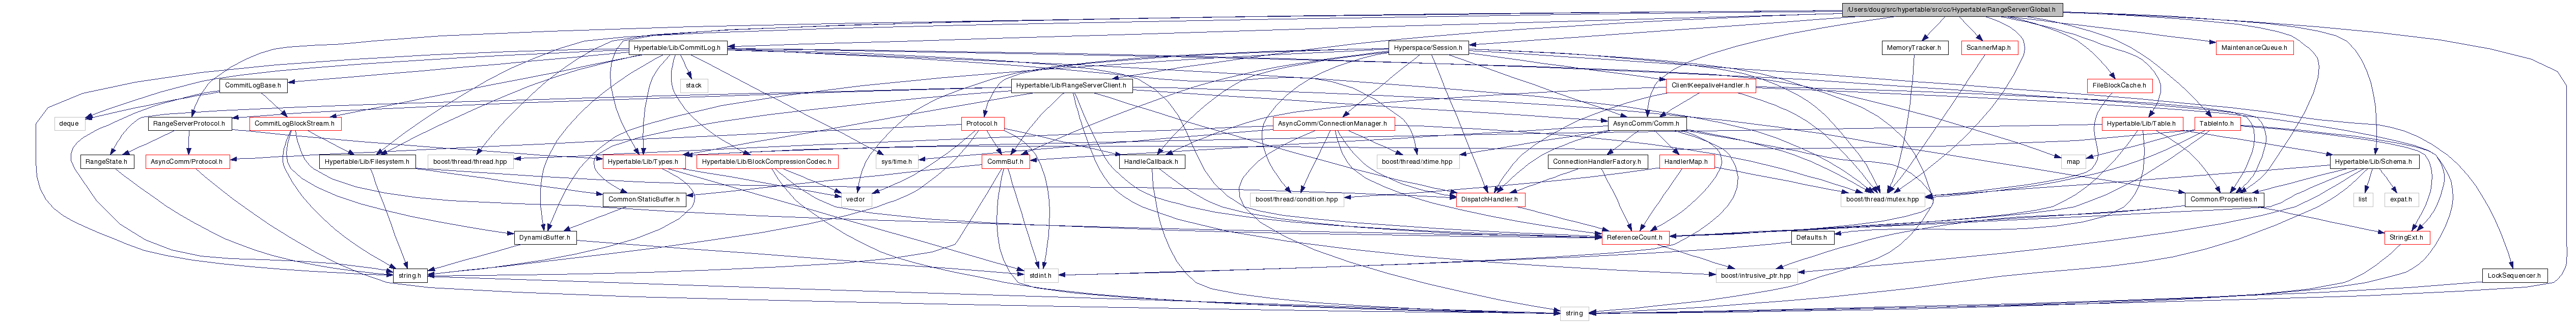 /Users/doug/src/hypertable/src/cc/Hypertable/RangeServer/Global.h
Hypertable/Lib/CommitLog.h
Hyperspace/Session.h
MemoryTracker.h
ScannerMap.h
MaintenanceQueue.h
CommitLogBase.h
stack
Hypertable/Lib/RangeServerClient.h
ClientKeepaliveHandler.h
FileBlockCache.h
deque
RangeServerProtocol.h
CommitLogBlockStream.h
Protocol.h
AsyncComm/ConnectionManager.h
AsyncComm/Comm.h
Hypertable/Lib/Table.h
TableInfo.h
RangeState.h
AsyncComm/Protocol.h
Hypertable/Lib/Filesystem.h
boost/thread/thread.hpp
Hypertable/Lib/Types.h
Hypertable/Lib/BlockCompressionCodec.h
sys/time.h
CommBuf.h
HandleCallback.h
boost/thread/xtime.hpp
ConnectionHandlerFactory.h
HandlerMap.h
map
Hypertable/Lib/Schema.h
Common/StaticBuffer.h
vector
boost/thread/condition.hpp
DispatchHandler.h
boost/thread/mutex.hpp
Common/Properties.h
list
expat.h
DynamicBuffer.h
ReferenceCount.h
Defaults.h
StringExt.h
string.h
stdint.h
boost/intrusive_ptr.hpp
LockSequencer.h
string